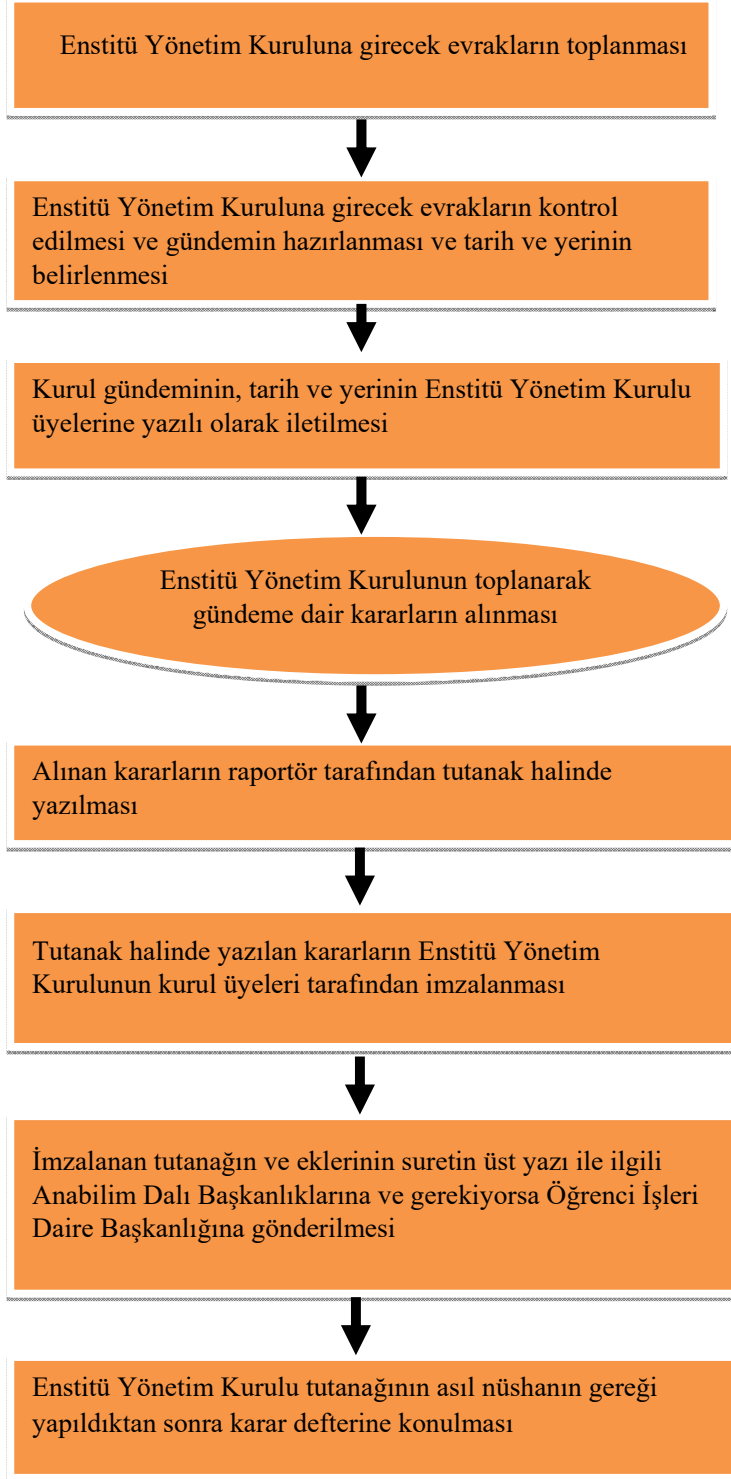 Enstitü Yönetim Kuruluna girecek evrakların toplanması
Enstitü Yönetim Kuruluna girecek evrakların kontrol
edilmesi ve gündemin hazırlanması ve tarih ve yerinin
belirlenmesi
Kurul gündeminin, tarih ve yerinin Enstitü Yönetim Kurulu
üyelerine yazılı olarak iletilmesi
Enstitü Yönetim Kurulunun toplanarak
gündeme dair kararların alınması
Alınan kararların raportör tarafından tutanak halinde
yazılması
Tutanak halinde yazılan kararların Enstitü Yönetim
Kurulunun kurul üyeleri tarafından imzalanması
İmzalanan tutanağın ve eklerinin suretin üst yazı ile ilgili
Anabilim Dalı Başkanlıklarına ve gerekiyorsa Öğrenci İşleri
Daire Başkanlığına gönderilmesi
Enstitü Yönetim Kurulu tutanağının asıl nüshanın gereği
yapıldıktan sonra karar defterine konulması